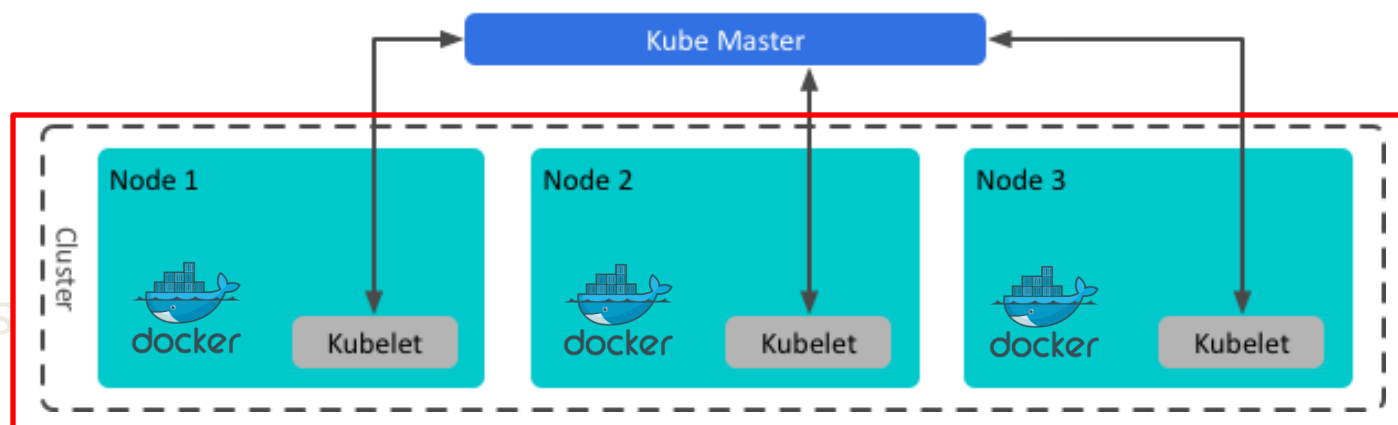 Kube Master
Cluster
Node 1
docker
Kubelet
Node 2
docker
Kubelet
Node 3
docker
Kubelet